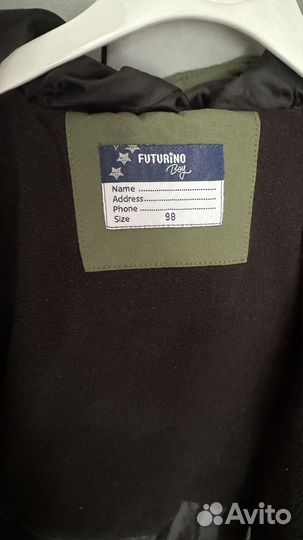 FUTURiNO
Boy
Name
Address
Phone
Size 98
Avito